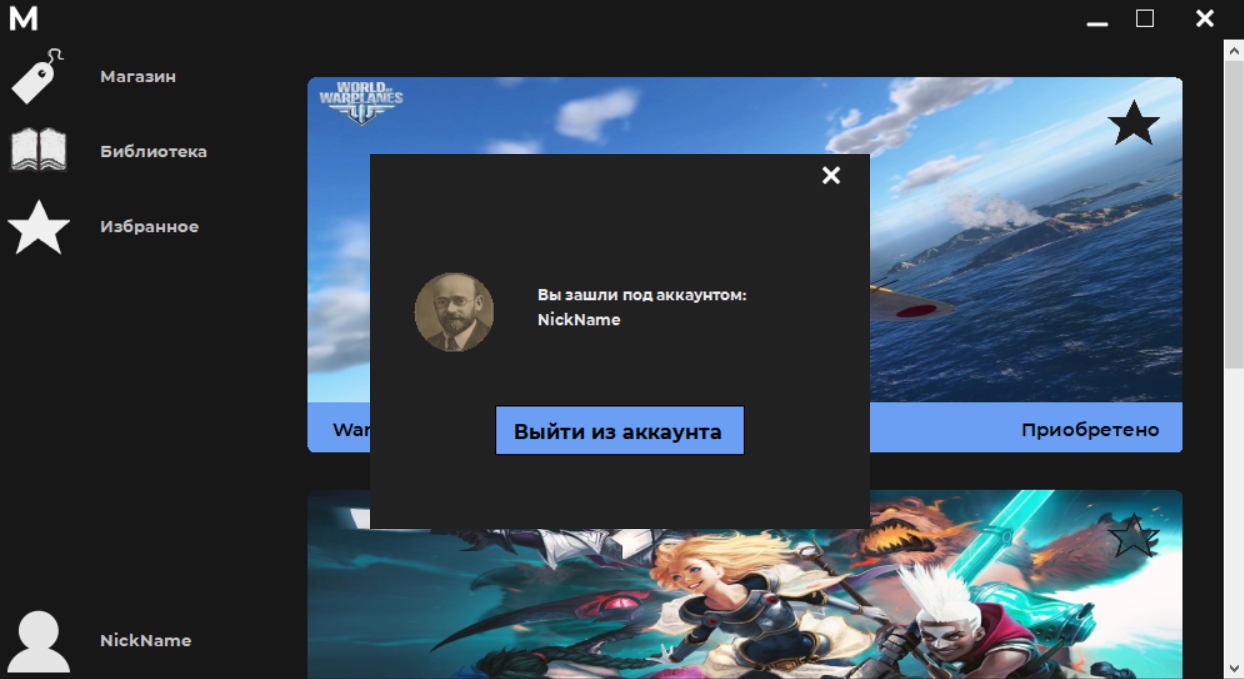 M
Магазин
Библиотека
Избранное
WORLD OF
WARPLANES
Вы зашли под аккаунтом:
NickName
Выйти из аккаунта
War
Приобретено
NickName